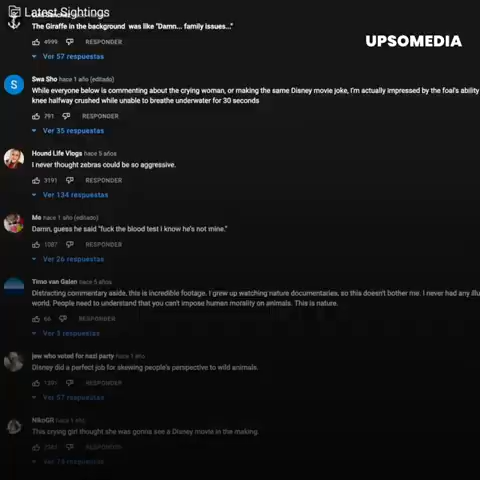 Latest Sightings
The Giraffe in the background was like "Damn... family issues..."
4999 RESPONDER
Ver 57 respuestas
UPSOMEDIA
S
Swa Sho hace 1 año (editado)
While everyone below is commenting about the crying woman, or making the same Disney movie joke, I'm actually impressed by the foal's ability
knee halfway crushed while unable to breathe underwater for 30 seconds
791 RESPONDER
Ver 35 respuestas
Hound Life Vlogs hace 5 años
I never thought zebras could be so aggressive.
3191 RESPONDER
Ver 134 respuestas
Me hace 1 año (editado)
Damn, guess he said "fuck the blood test I know he's not mine."
1087 RESPONDER
Ver 26 respuestas
Timo van Galen hace 5 años
Distracting commentary aside, this is incredible footage. I grew up watching nature documentaries, so this doesn't bother me. I never had any illu
world. People need to understand that you can't impose human morality on animals. This is nature.
66 RESPONDER
Ver 3 respuestas
jew who voted for nazi party hace 1 año
Disney did a perfect job for skewing people's perspective to wild animals.
RESPONDER
Ver 57 respuestas
NikoGR hace 1 año
This crying girl thought she was gonna see a Disney movie in the making.
RESPONDER
Ver respuestas